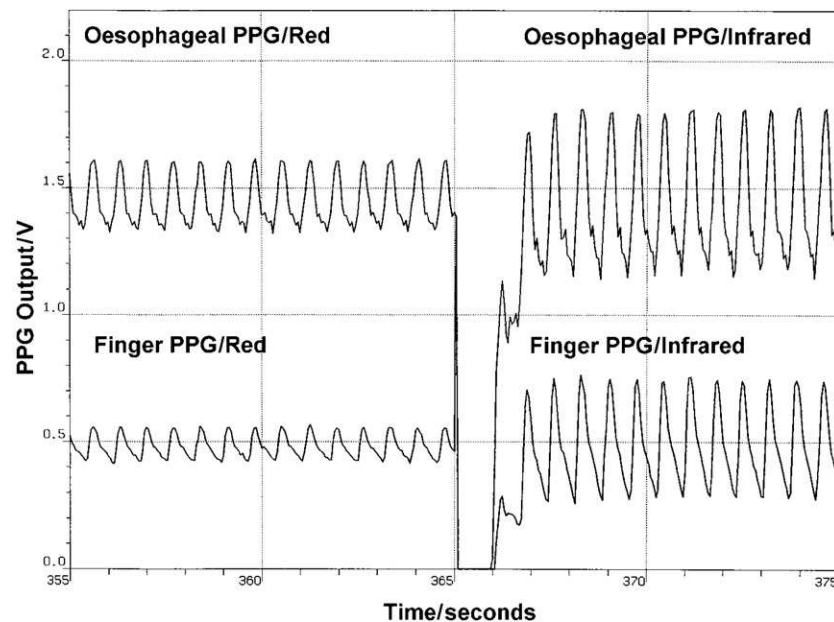 Oesophageal PPG/Red
Oesophageal PPG/Infrared
2.0
1.5
1.0
0.5
0.0
PPG Output/V
Finger PPG/Red
Finger PPG/Infrared
355
360
365
370
375
Time/seconds